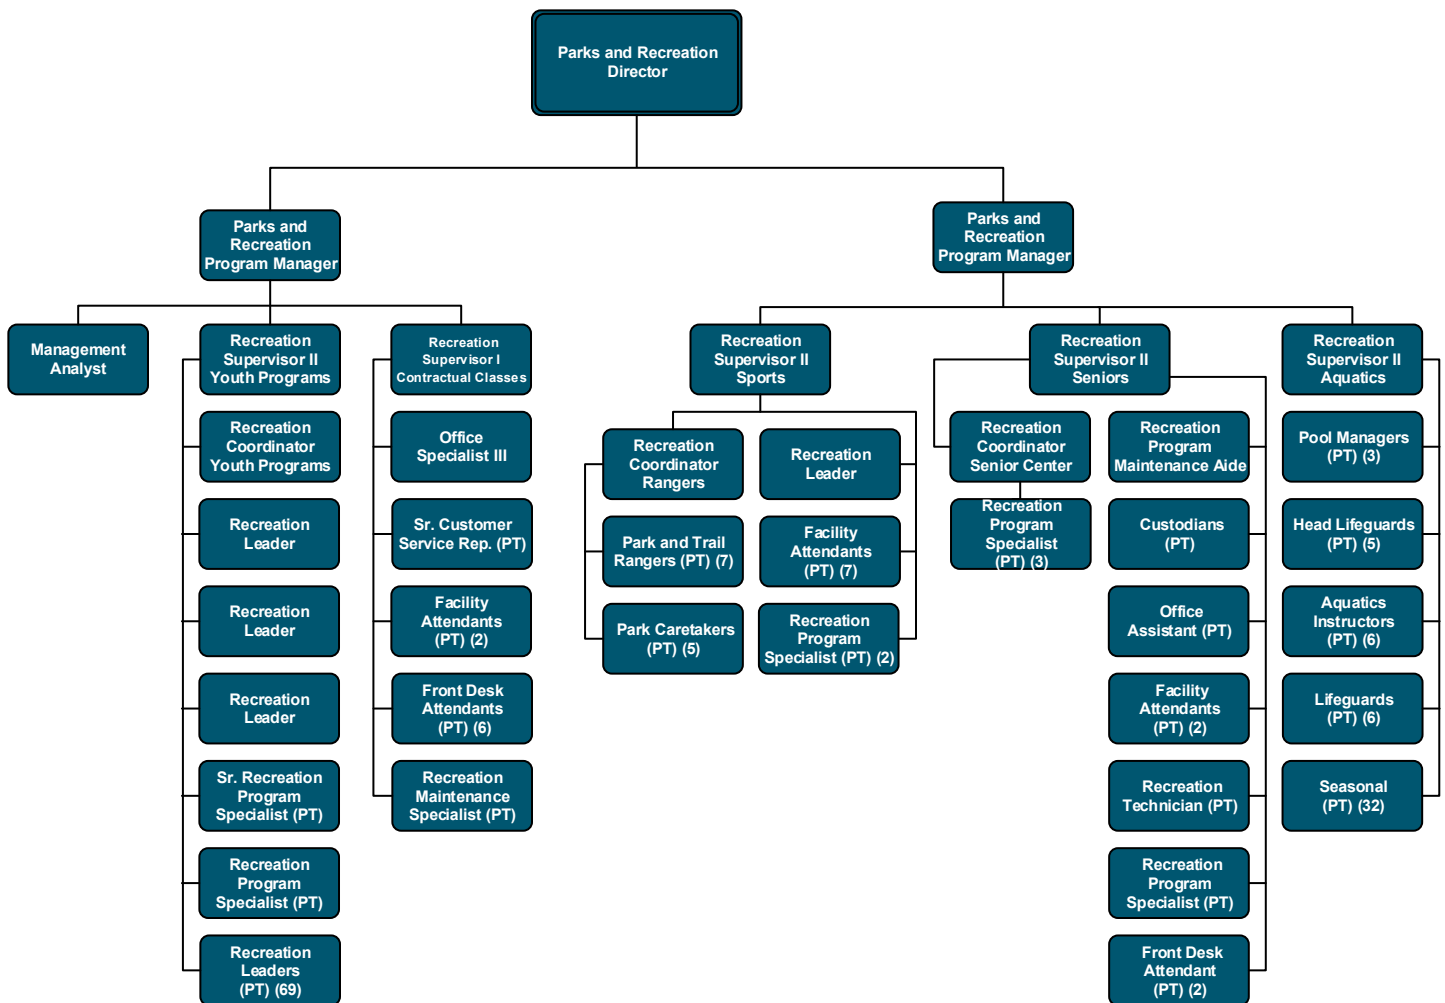 Parks and Recreation
Director
Parks and
Recreation
Program Manager
Parks and
Recreation
Program Manager
Management
Analyst
Recreation
Supervisor II
Youth Programs
Recreation
Coordinator
Youth Programs
Recreation
Leader
Recreation
Leader
Recreation
Leader
Sr. Recreation
Program
Specialist (PT)
Recreation
Program
Specialist (PT)
Recreation
Leaders
(PT) (69)
Recreation
Supervisor I
Contractual Classes
Office
Specialist III
Sr. Customer
Service Rep. (PT)
Facility
Attendants
(PT) (2)
Front Desk
Attendants
(PT) (6)
Recreation
Maintenance
Specialist (PT)
Recreation
Supervisor II
Sports
Recreation
Coordinator
Rangers
Park and Trail
Rangers (PT) (7)
Park Caretakers
(PT) (5)
Recreation
Leader
Facility
Attendants
(PT) (7)
Recreation
Program
Specialist (PT) (2)
Recreation
Supervisor II
Seniors
Recreation
Coordinator
Senior Center
Recreation
Program
Specialist
(PT) (3)
Recreation
Program
Maintenance Aide
Custodians
(PT)
Office
Assistant (PT)
Facility
Attendants
(PT) (2)
Recreation
Technician (PT)
Recreation
Program
Specialist (PT)
Front Desk
Attendant
(PT) (2)
Recreation
Supervisor II
Aquatics
Pool Managers
(PT) (3)
Head Lifeguards
(PT) (5)
Aquatics
Instructors
(PT) (6)
Lifeguards
(PT) (6)
Seasonal
(PT) (32)